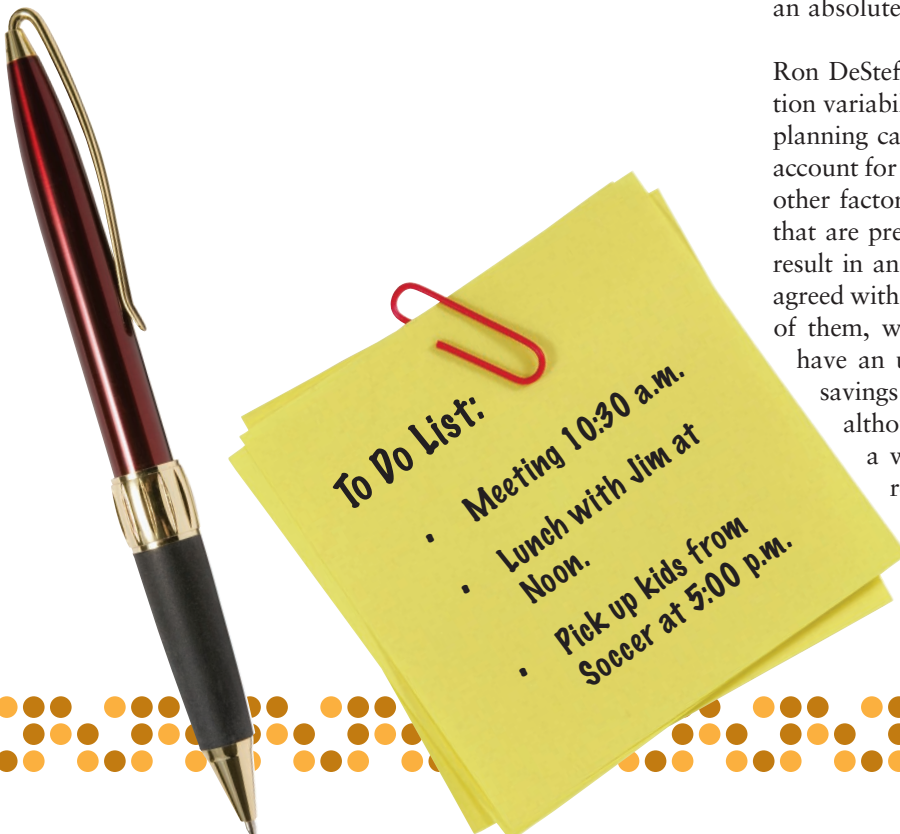 an absolute
Ron DeStef
tion variabil
planning ca
account for
other factor
that are pre
result in an
agreed with
of them, w
have an u
savings
altho
a v
r
To Do List:
• Meeting 10:30 a.m.
• Lunch with Jim at
Noon.
• Pick up kids from
Soccer at 5:00 p.m.